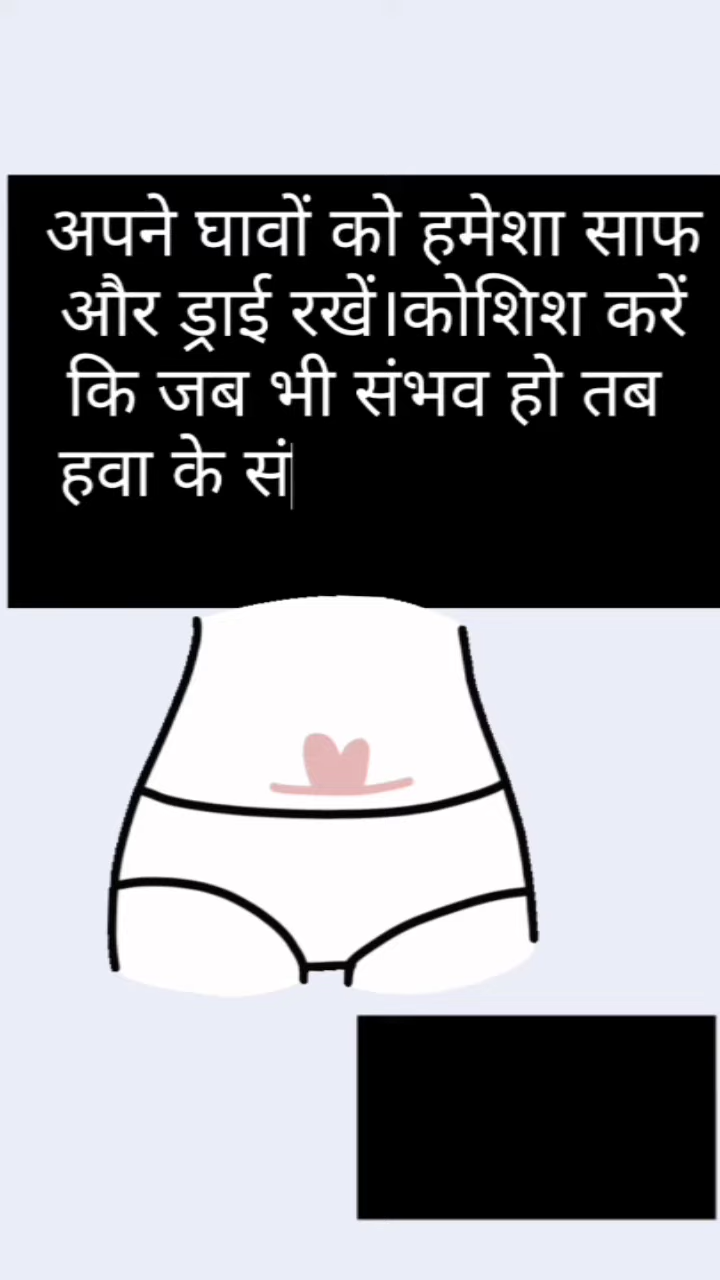 अपने घावों को हमेशा साफ
और ड्राई रखें।कोशिश करें
कि जब भी संभव हो तब
हवा के सं